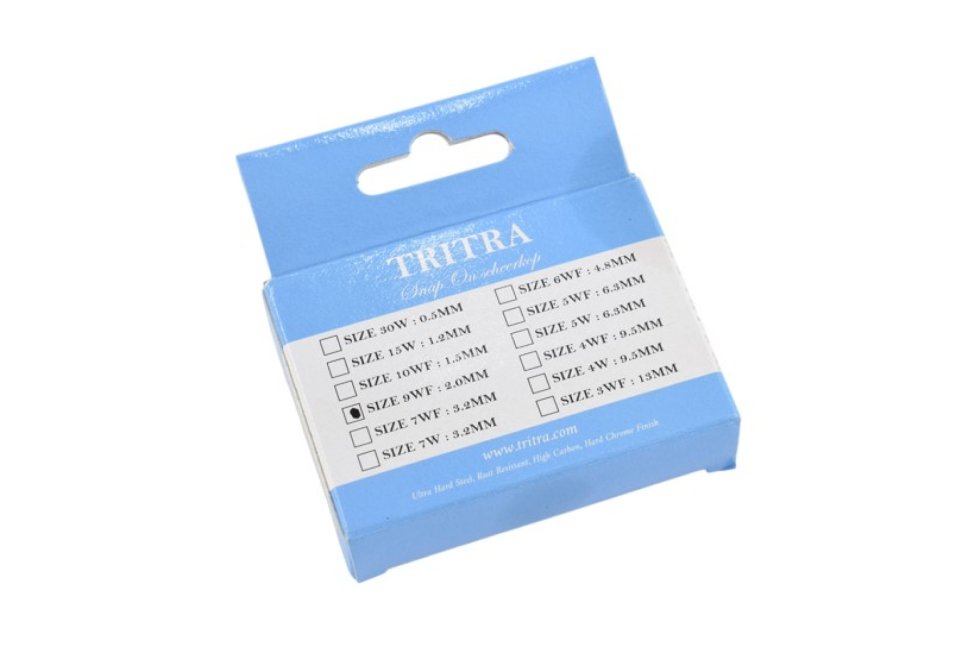 TRITRA
Snap On scheerkop
SIZE 30W : 0.5MM
SIZE 15W : 1.2MM
SIZE 10WF : 1.5MM
SIZE 9WF : 2.0MM
SIZE 7WF : 3.2MM
SIZE 7W : 3.2MM
SIZE 6WF : 4.8MM
SIZE 5WF : 6.3MM
SIZE 5W : 6.3MM
SIZE 4WF : 9.5MM
SIZE 4W : 9.5MM
SIZE 3WF : 13MM
www.tritra.com
Ultra Hard Steel, Rust Resistent, High Carbon, Hard Chrome Finish